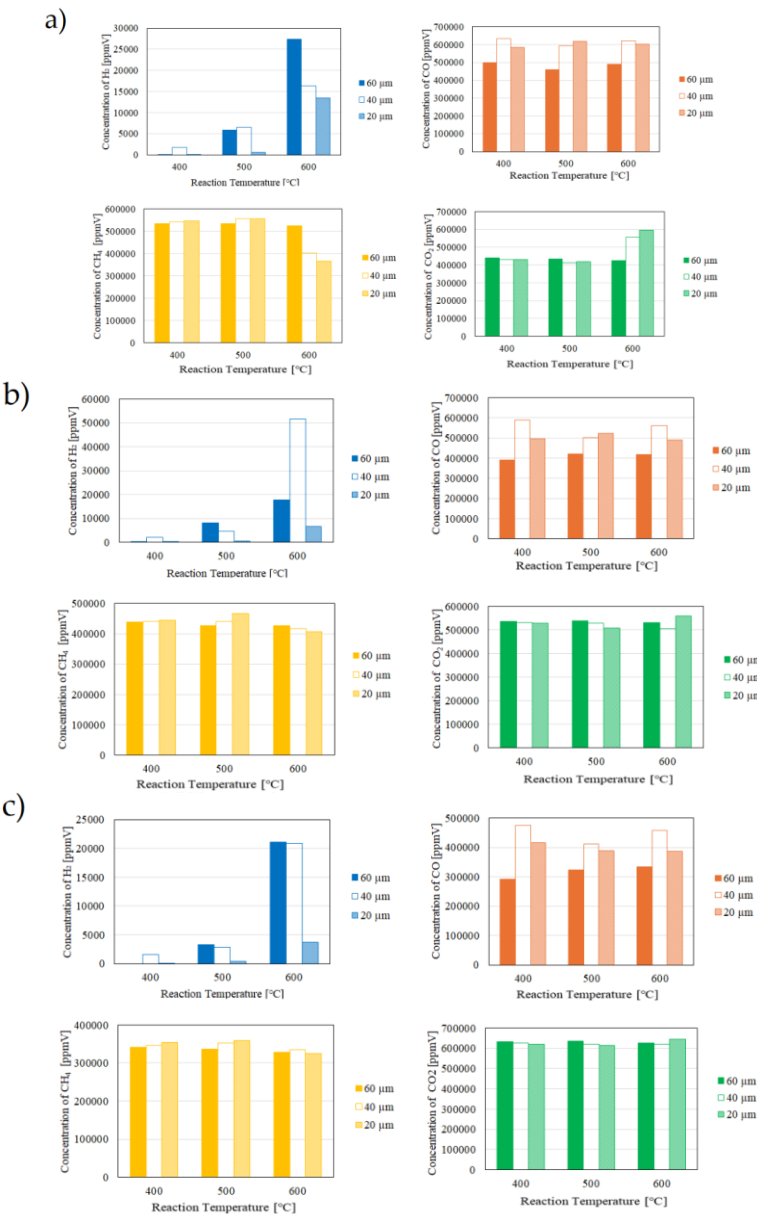 a)
Concentration of H₂ [ppmV]
30000
25000
20000
15000
10000
5000
0
400
500
600
Reaction Temperature [°C]
60 µm
40 µm
20 µm
Concentration of CO [ppmV]
700000
600000
500000
400000
300000
200000
100000
0
400
500
600
Reaction Temperature [°C]
60 µm
40 µm
20 µm
Concentration of CH₄ [ppmV]
600000
500000
400000
300000
200000
100000
0
400
500
600
Reaction Temperature [°C]
60 µm
40 µm
20 µm
Concentration of CO₂ [ppmV]
700000
600000
500000
400000
300000
200000
100000
0
400
500
600
Reaction Temperature [°C]
60 µm
40 µm
20 µm
b)
Concentration of H₂ [ppmV]
60000
50000
40000
30000
20000
10000
0
400
500
600
Reaction Temperature [°C]
60 µm
40 µm
20 µm
Concentration of CO [ppmV]
700000
600000
500000
400000
300000
200000
100000
0
400
500
600
Reaction Temperature [°C]
60 µm
40 µm
20 µm
Concentration of CH₄ [ppmV]
500000
400000
300000
200000
100000
0
400
500
600
Reaction Temperature [°C]
60 µm
40 µm
20 µm
Concentration of CO₂ [ppmV]
600000
500000
400000
300000
200000
100000
0
400
500
600
Reaction Temperature [°C]
60 µm
40 µm
20 µm
c)
Concentration of H₂ [ppmV]
25000
20000
15000
10000
5000
0
400
500
600
Reaction Temperature [°C]
60 µm
40 µm
20 µm
Concentration of CO [ppmV]
500000
400000
300000
200000
100000
0
400
500
600
Reaction Temperature [°C]
60 µm
40 µm
20 µm
Concentration of CH₄ [ppmV]
400000
300000
200000
100000
0
400
500
600
Reaction Temperature [°C]
60 µm
40 µm
20 µm
Concentration of CO2 [ppmV]
700000
600000
500000
400000
300000
200000
100000
0
400
500
600
Reaction Temperature [°C]
60 µm
40 µm
20 µm